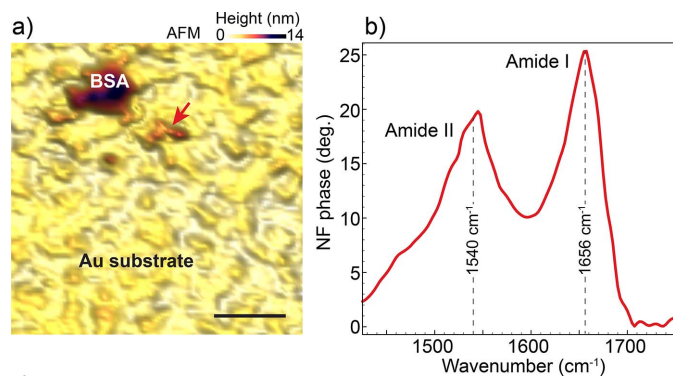 a)
AFM
Height (nm)
0
14
BSA
Au substrate
b)
Amide I
Amide II
1540 cm⁻¹
1656 cm⁻¹
25
20
15
10
5
0
NF phase (deg.)
1500
1600
1700
Wavenumber (cm⁻¹)